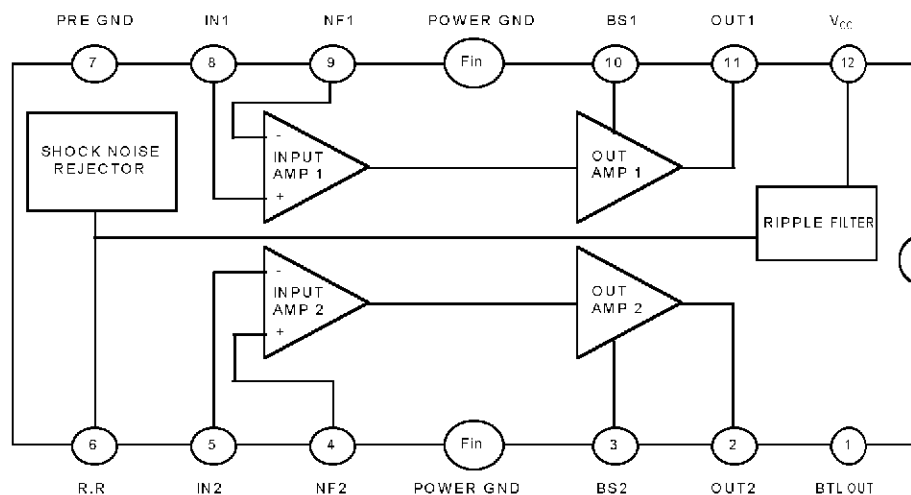 PRE GND IN1 NF1 POWER GND BS1 OUT1 Vcc
7 8 9 Fin 10 11 12
SHOCK NOISE
REJECTOR
-
INPUT
AMP 1
+
OUT
AMP 1
RIPPLE FILTER
-
INPUT
AMP 2
+
OUT
AMP 2
6 5 4 Fin 3 2 1
R.R IN2 NF2 POWER GND BS2 OUT2 BTL OUT